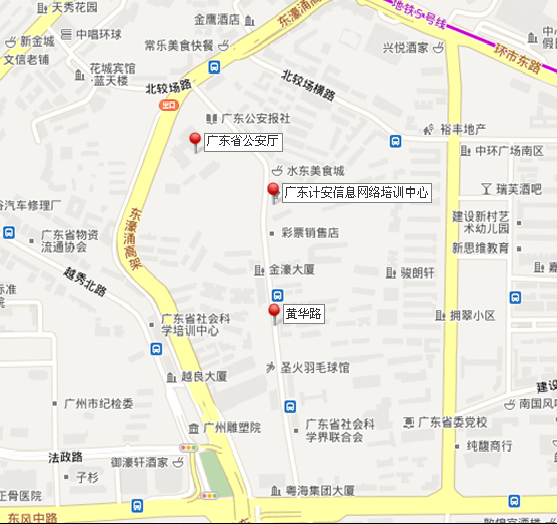 天秀花园
金鹰酒店
东濠涌高
地铁5号线
新金城
中唱环球
常乐美食快餐
兴悦酒家
环市东路
文信老铺
花城宾馆
蓝天楼
北较场路
北较场横路
出口
广东公安报社
裕丰地产
广东省公安厅
中环广场南区
水东美食城
广东计安信息网络培训中心
瑞芙酒吧
汽车修理厂
东濠涌高架
建设新村艺
术幼儿园
广东省物资
流通协会
彩票销售店
新思维教育
越秀北路
金濠大厦
骏朗轩
黄华路
广东省社会科
学培训中心
拥翠小区
圣火羽毛球馆
越良大厦
建设
广州市纪检委
南国风
广州雕塑院
广东省社会科
学界联合会
广东省委党校
法政路
御濠轩酒家
纯馥商行
子杉
正骨医院
粤海集团大厦
东风中路